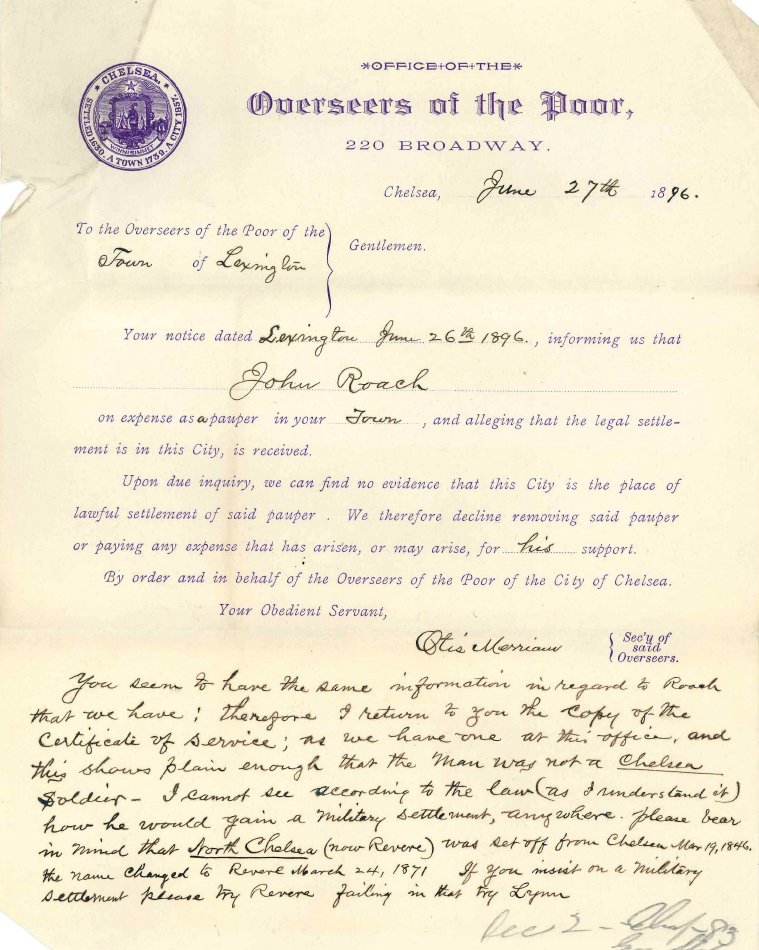 OFFICE OF THE
Overseers of the Poor,
220 BROADWAY.
CHELSEA.
SETTLED 1630. A TOWN 1739. A CITY 1857.
WINNISIMMET
Chelsea, June 27th 1896.
To the Overseers of the Poor of the
Town of Lexington
Gentlemen.
Your notice dated Lexington June 26th 1896., informing us that
John Roach
on expense as a pauper in your Town, and alleging that the legal settle-
ment is in this City, is received.
Upon due inquiry, we can find no evidence that this City is the place of
lawful settlement of said pauper . We therefore decline removing said pauper
or paying any expense that has arisen, or may arise, for his support.
By order and in behalf of the Overseers of the Poor of the City of Chelsea.
Your Obedient Servant,
Otis Merriam
Sec'y of
said
Overseers.
You seem to have the same information in regard to Roach
that we have; therefore I return to you the copy of the
Certificate of Service; as we have one at this office, and
this shows plain enough that the man was not a Chelsea
Soldier - I cannot see according to the law (as I understand it)
how he would gain a Military Settlement, anywhere. please bear
in mind that North Chelsea (now Revere) was set off from Chelsea Mar 19, 1846.
the name changed to Revere March 24, 1871 If you insist on a Military
Settlement please try Revere failing in that try Lynn